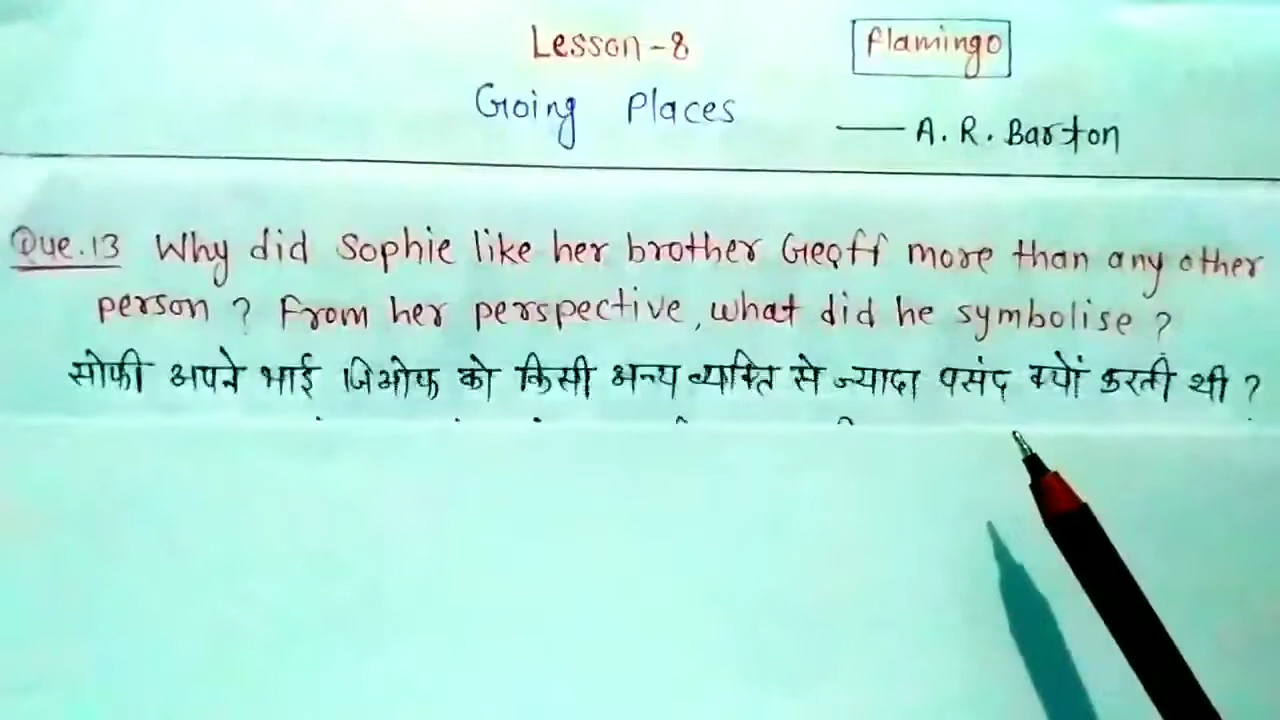 Lesson-8
Flamingo
Going Places
— A. R. Barton
Que.13 Why did Sophie like her brother Geoff more than any other
person? From her perspective, what did he symbolise?
सोफी अपने भाई जिओफ को किसी अन्य व्यक्ति से ज्यादा पसंद क्यों करती थी?